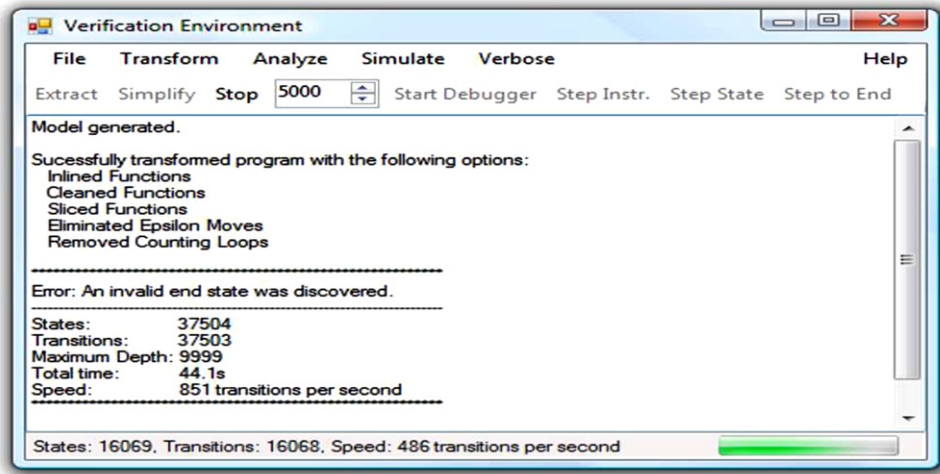 Verification Environment
File Transform Analyze Simulate Verbose Help
Extract Simplify Stop 5000 Start Debugger Step Instr. Step State Step to End
Model generated.
Sucessfully transformed program with the following options:
Inlined Functions
Cleaned Functions
Sliced Functions
Eliminated Epsilon Moves
Removed Counting Loops
Error: An invalid end state was discovered.
States: 37504
Transitions: 37503
Maximum Depth: 9999
Total time: 44.1s
Speed: 851 transitions per second
States: 16069, Transitions: 16068, Speed: 486 transitions per second